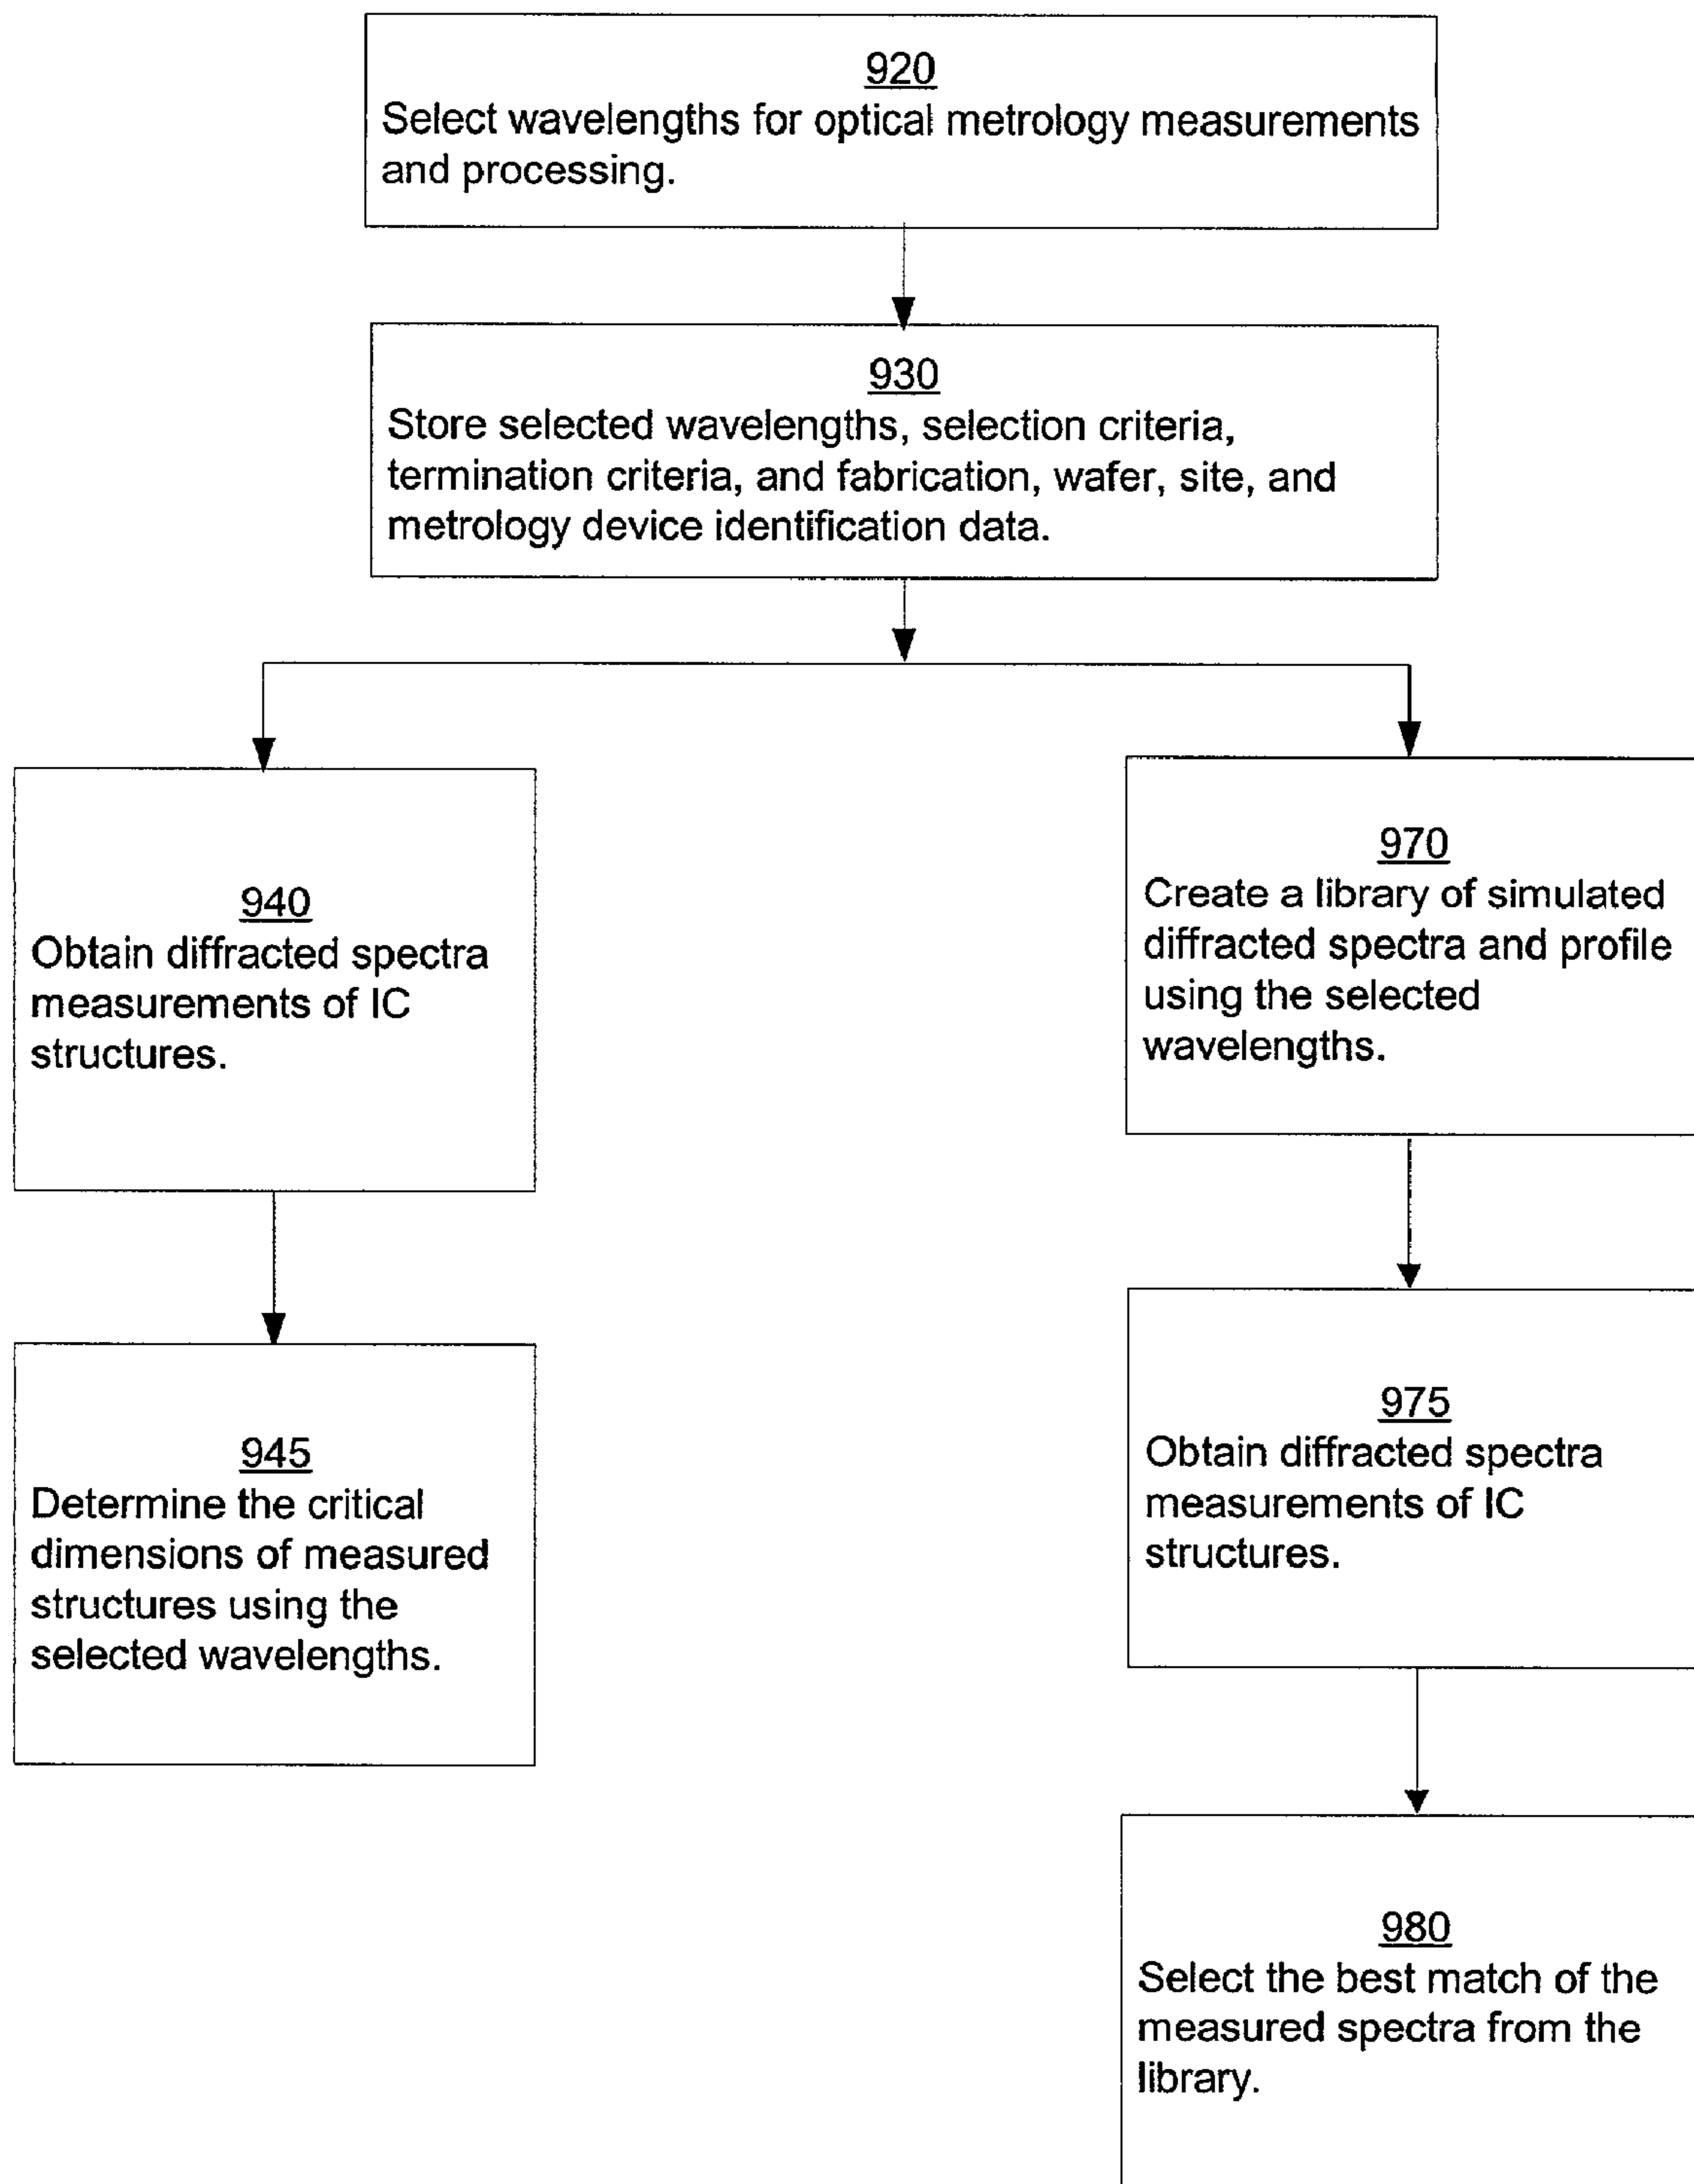 920
Select wavelengths for optical metrology measurements
and processing.
930
Store selected wavelengths, selection criteria,
termination criteria, and fabrication, wafer, site, and
metrology device identification data.
940
Obtain diffracted spectra
measurements of IC
structures.
945
Determine the critical
dimensions of measured
structures using the
selected wavelengths.
970
Create a library of simulated
diffracted spectra and profile
using the selected
wavelengths.
975
Obtain diffracted spectra
measurements of IC
structures.
980
Select the best match of the
measured spectra from the
library.